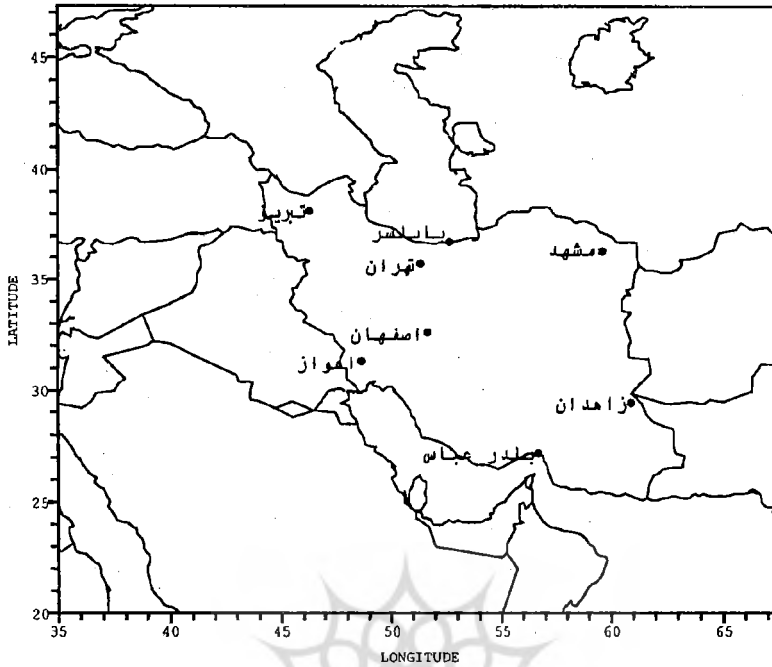 45
40
تبریز
بابلسر
مشهد
35
تهران
LATITUDE
اصفهان
اهواز
30
زاهدان
بندر عباس
25
20
35 40 45 50 55 60 65
LONGITUDE